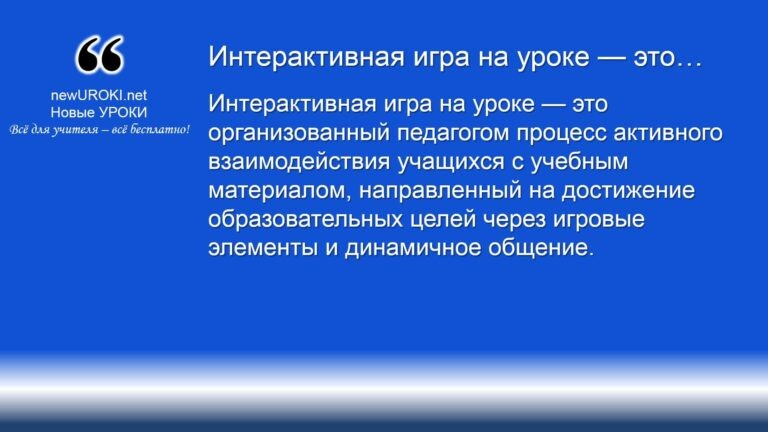 ❝
newUROKI.net
Новые УРОКИ
Всё для учителя – всё бесплатно!
Интерактивная игра на уроке — это…
Интерактивная игра на уроке — это
организованный педагогом процесс активного
взаимодействия учащихся с учебным
материалом, направленный на достижение
образовательных целей через игровые
элементы и динамичное общение.